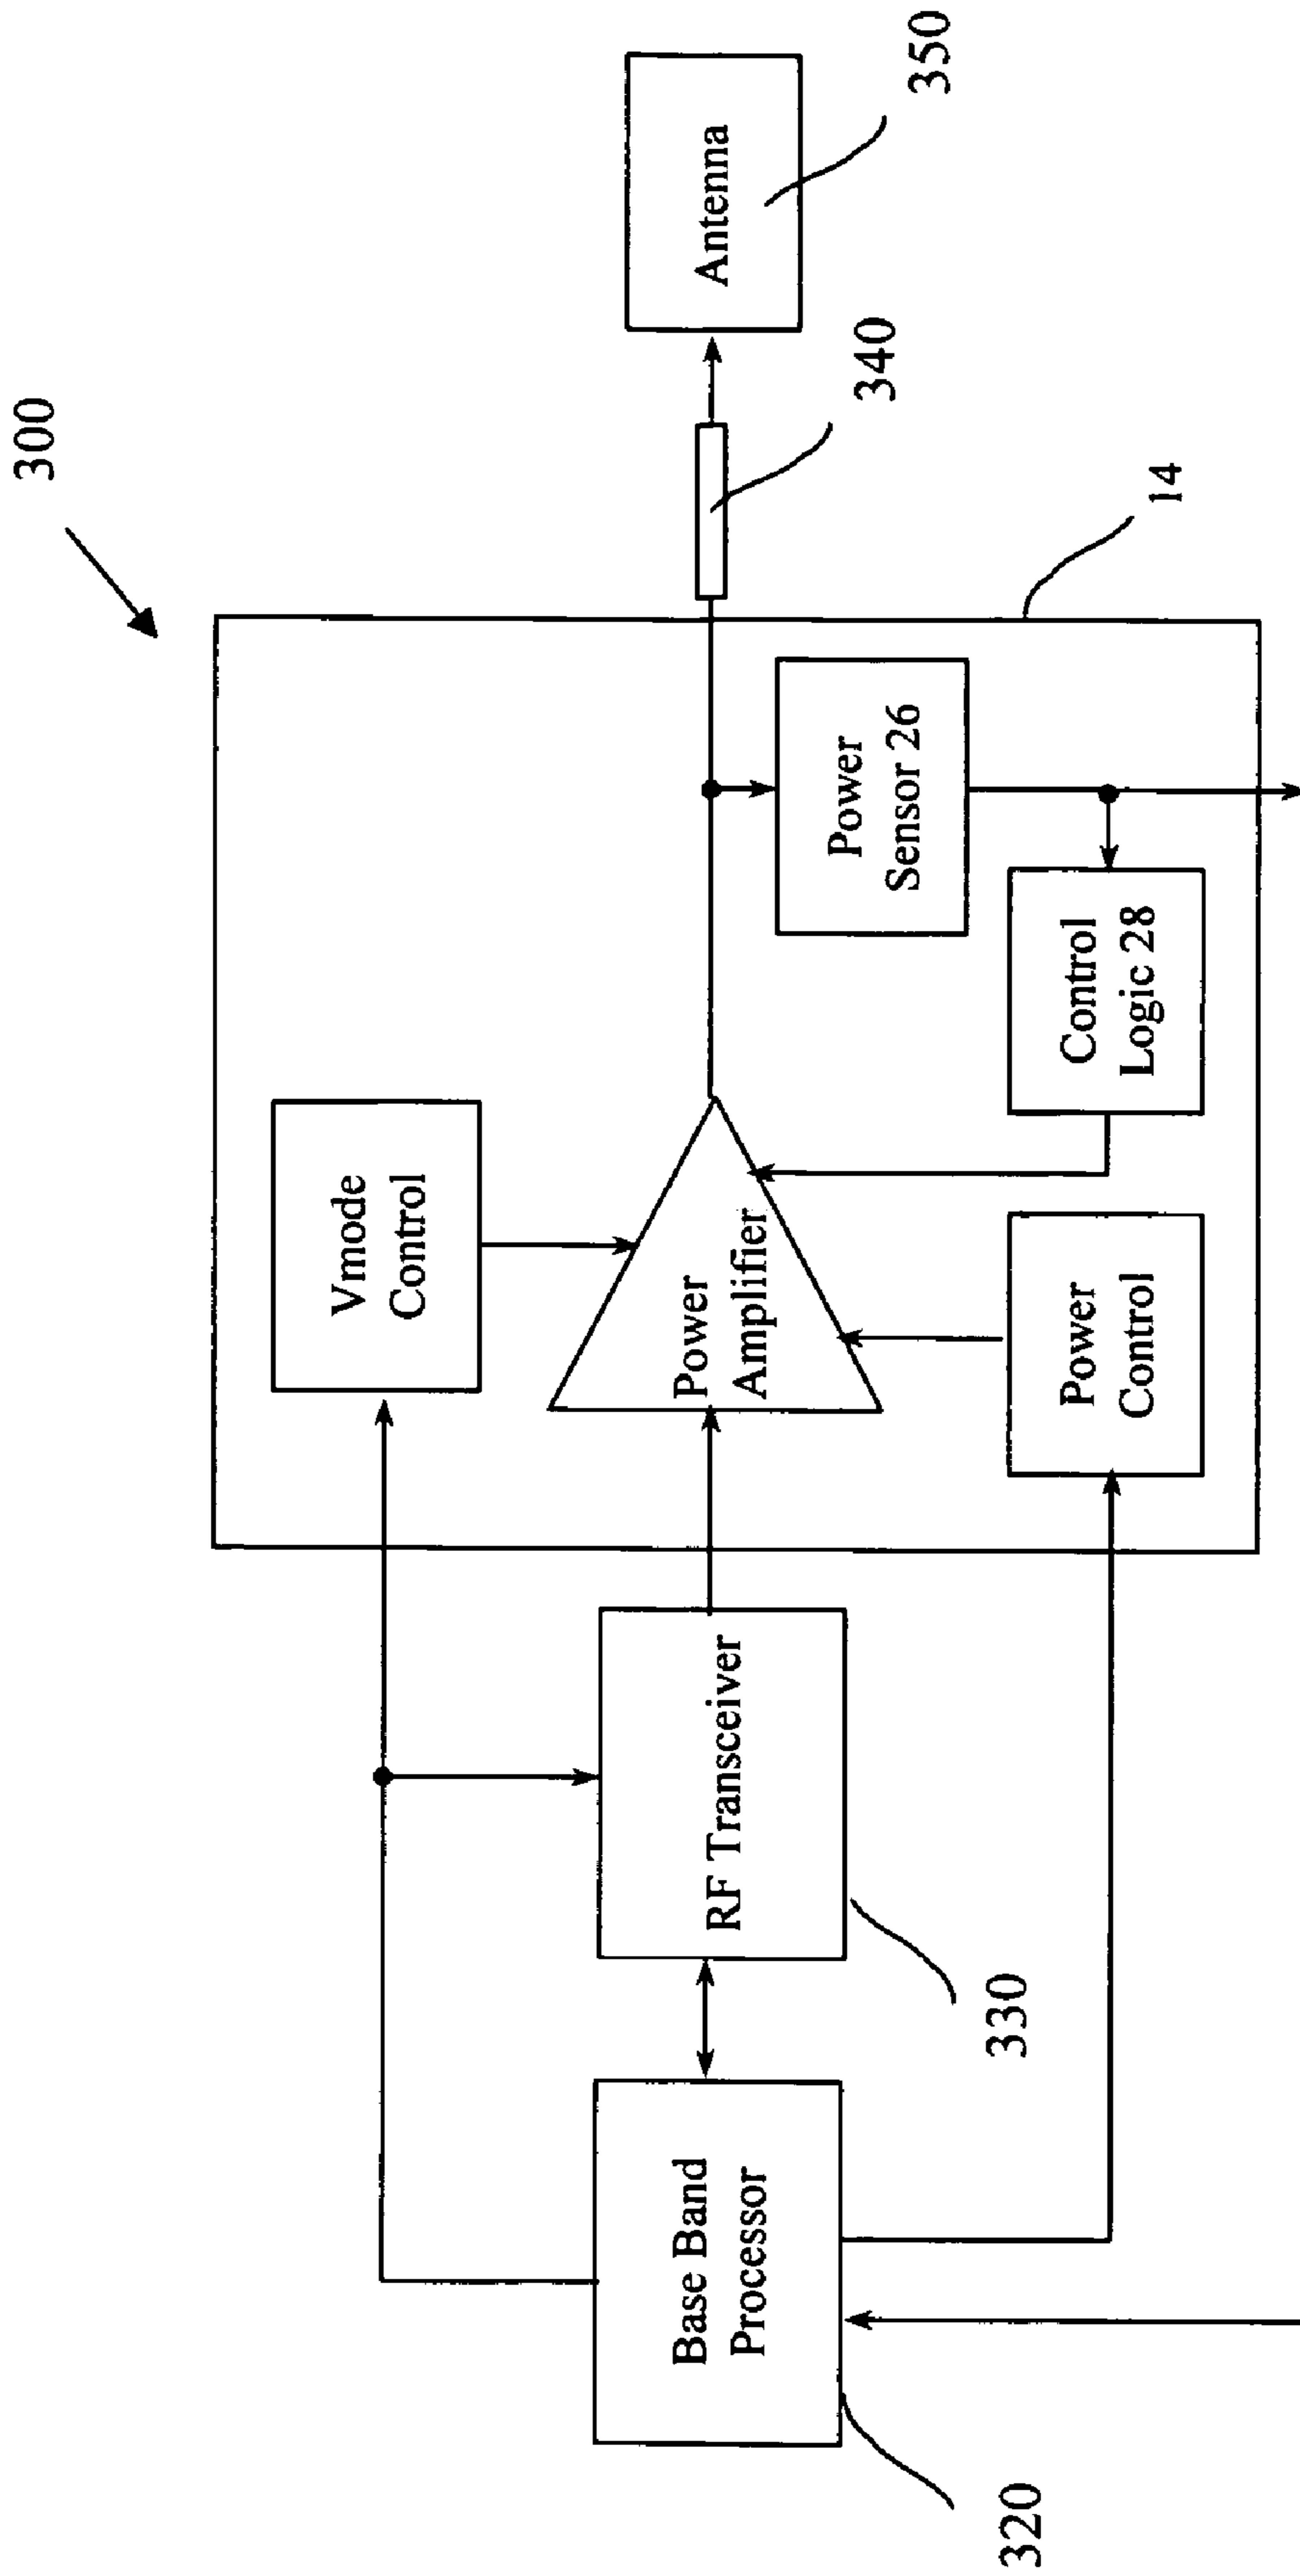 300
Vmode
Control
Base Band
Processor
RF Transceiver
Power
Amplifier
Antenna
350
340
Power
Sensor 26
Power
Control
Control
Logic 28
14
320
330